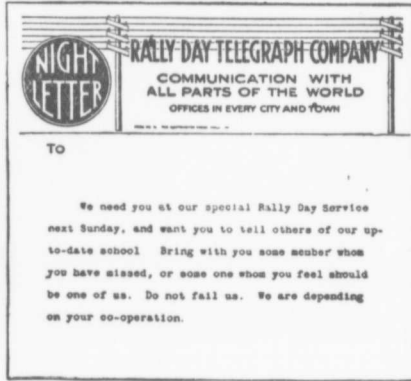 NIGHT
LETTER
RALLY DAY TELEGRAPH COMPANY
COMMUNICATION WITH
ALL PARTS OF THE WORLD
OFFICES IN EVERY CITY AND TOWN
To
We need you at our special Rally Day Service
next Sunday, and want you to tell others of our up-
to-date school Bring with you some member whom
you have missed, or some one whom you feel should
be one of us. Do not fail us. We are depending
on your co-operation.